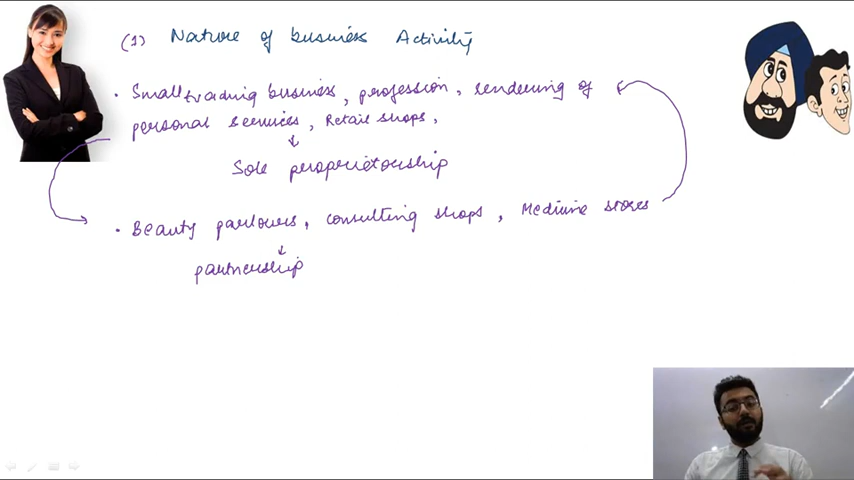 (1) Nature of business Activity
• Small trading business, profession, rendering of
personal services, Retail shops,
Sole proprietorship
• Beauty parlours, consulting shops, Medicine stores
partnership